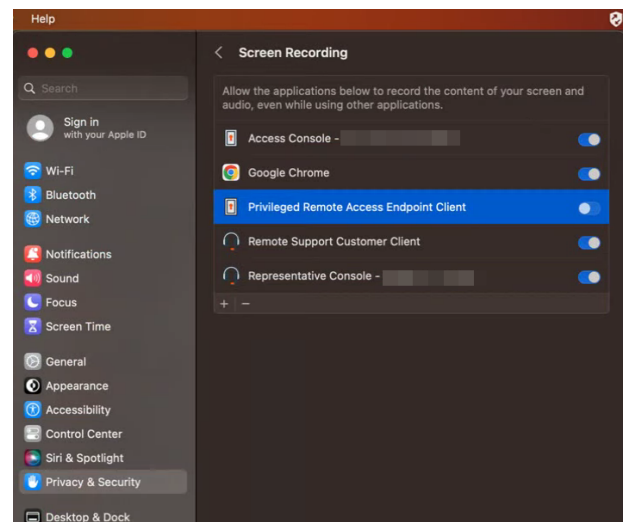 Help
Screen Recording
Search
Allow the applications below to record the content of your screen and
audio, even while using other applications.
Sign in
with your Apple ID
Access Console -
Google Chrome
Privileged Remote Access Endpoint Client
Remote Support Customer Client
Representative Console -
+ −
Wi-Fi
Bluetooth
Network
Notifications
Sound
Focus
Screen Time
General
Appearance
Accessibility
Control Center
Siri & Spotlight
Privacy & Security
Desktop & Dock